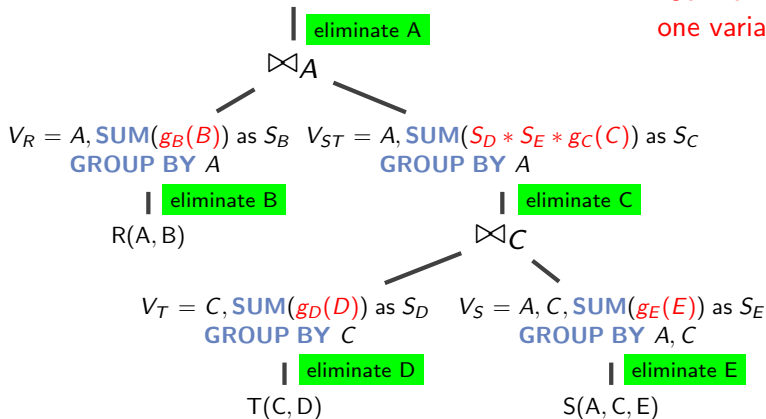 eliminate A
one varia
⋈A
V_R = A, SUM(g_B(B)) as S_B
GROUP BY A
V_ST = A, SUM(S_D * S_E * g_C(C)) as S_C
GROUP BY A
eliminate B
eliminate C
R(A, B)
⋈C
V_T = C, SUM(g_D(D)) as S_D
GROUP BY C
V_S = A, C, SUM(g_E(E)) as S_E
GROUP BY A, C
eliminate D
eliminate E
T(C, D)
S(A, C, E)